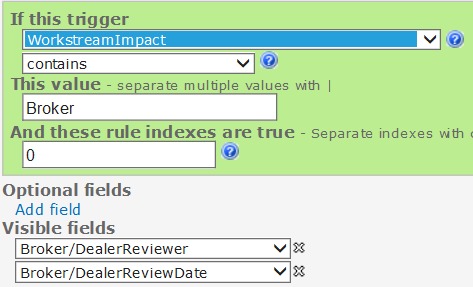 If this trigger
WorkstreamImpact
contains
This value - separate multiple values with |
Broker
And these rule indexes are true - Separate indexes with
0
Optional fields
Add field
Visible fields
Broker/DealerReviewer
Broker/DealerReviewDate